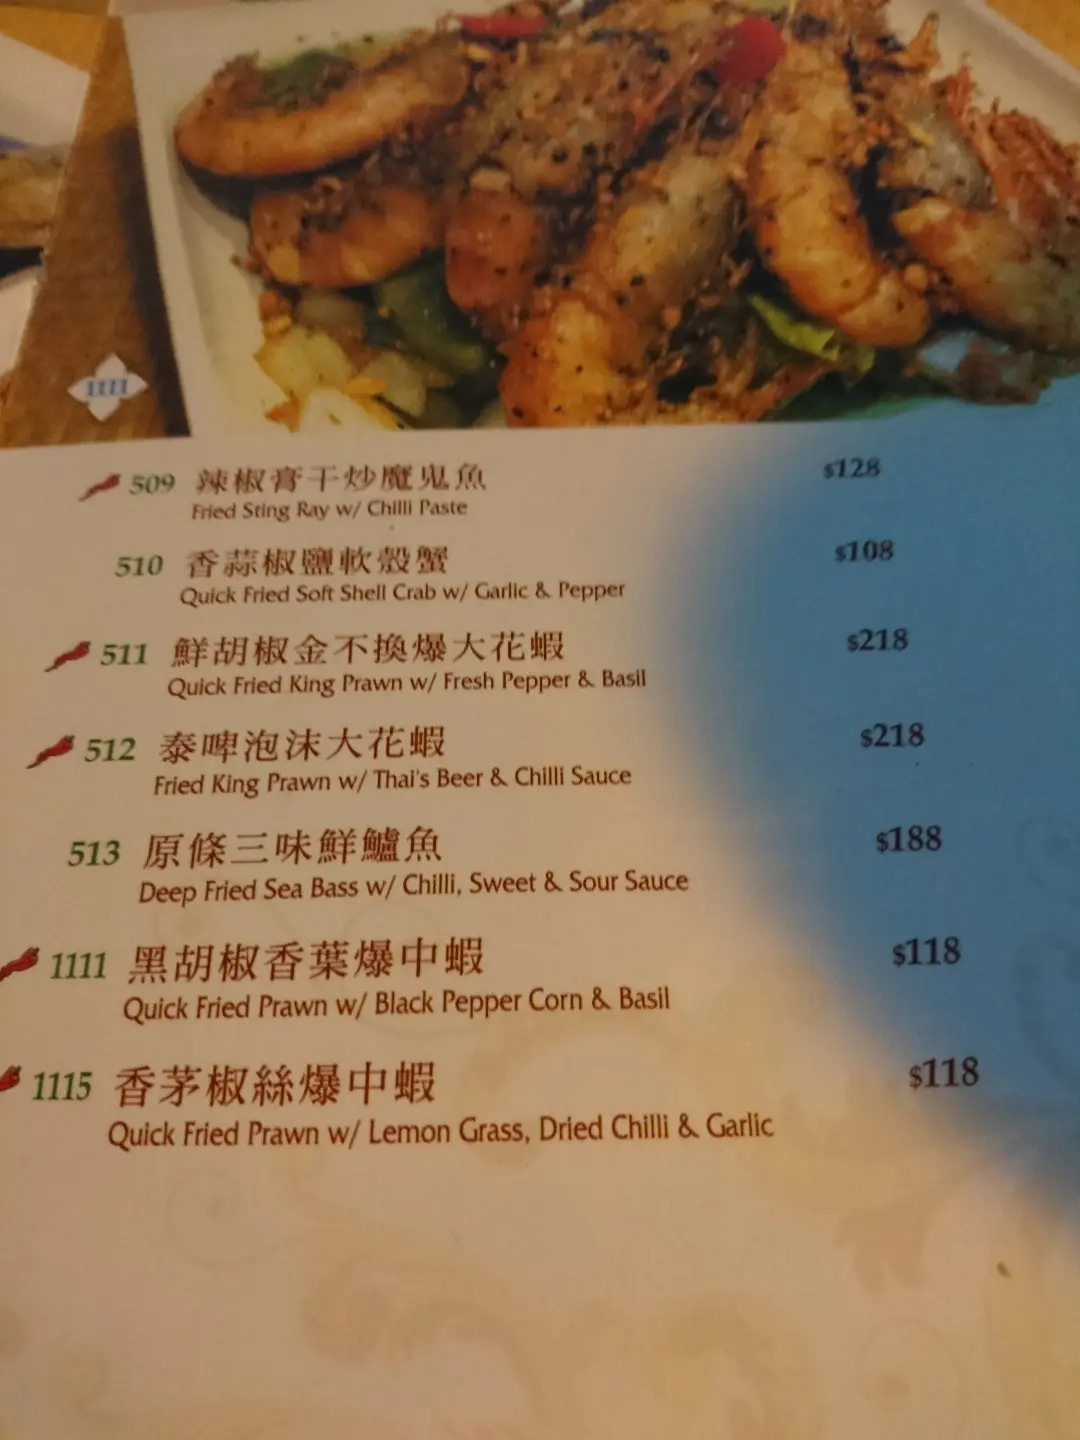 1111
509 辣椒膏干炒魔鬼魚 $128
Fried Sting Ray w/ Chilli Paste
510 香蒜椒鹽軟殼蟹 $108
Quick Fried Soft Shell Crab w/ Garlic & Pepper
511 鮮胡椒金不換爆大花蝦 $218
Quick Fried King Prawn w/ Fresh Pepper & Basil
512 泰啤泡沫大花蝦 $218
Fried King Prawn w/ Thai's Beer & Chilli Sauce
513 原條三味鮮鱸魚 $188
Deep Fried Sea Bass w/ Chilli, Sweet & Sour Sauce
1111 黑胡椒香葉爆中蝦 $118
Quick Fried Prawn w/ Black Pepper Corn & Basil
1115 香茅椒絲爆中蝦 $118
Quick Fried Prawn w/ Lemon Grass, Dried Chilli & Garlic